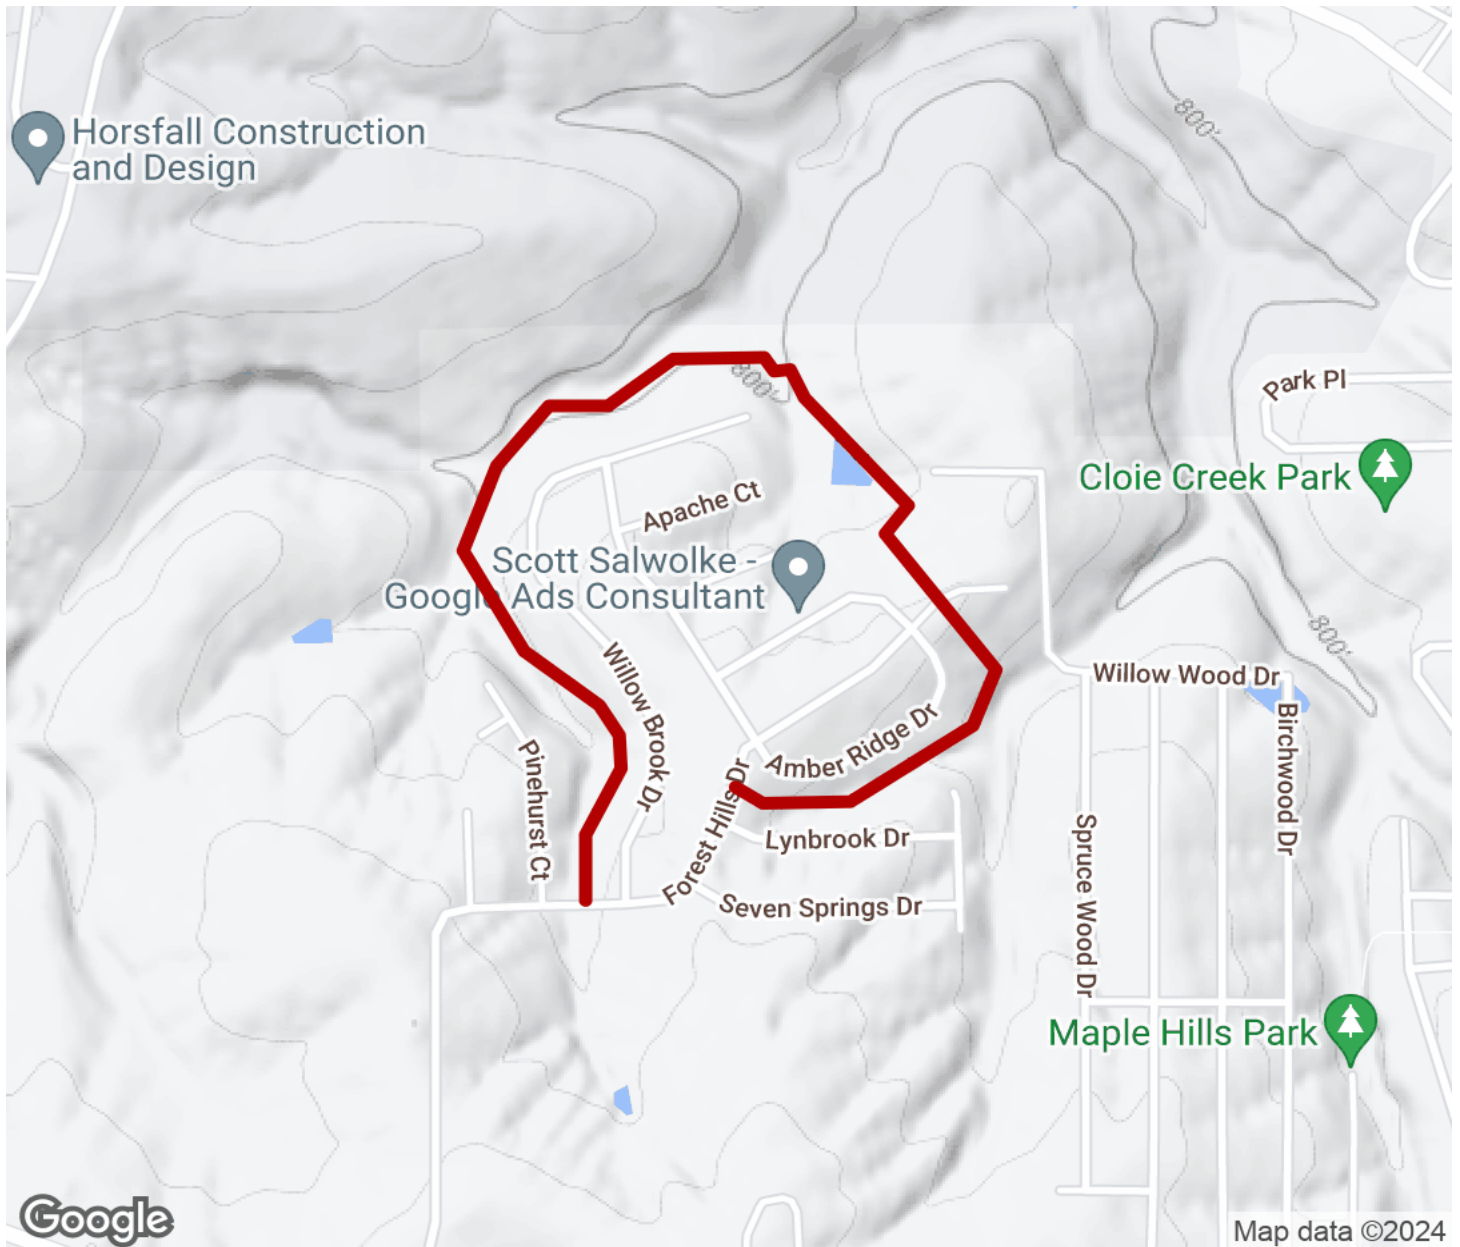 800'
Horsfall Construction
and Design
800'
Park Pl
Cloie Creek Park
Apache Ct
Scott Salwolke -
Google Ads Consultant
800'
Willow Brook Dr
Willow Wood Dr
Birchwood Dr
Amber Ridge Dr
Pinehurst Ct
Forest Hills Dr
Lynbrook Dr
Spruce Wood Dr
Seven Springs Dr
Maple Hills Park
Google
Map data ©2024